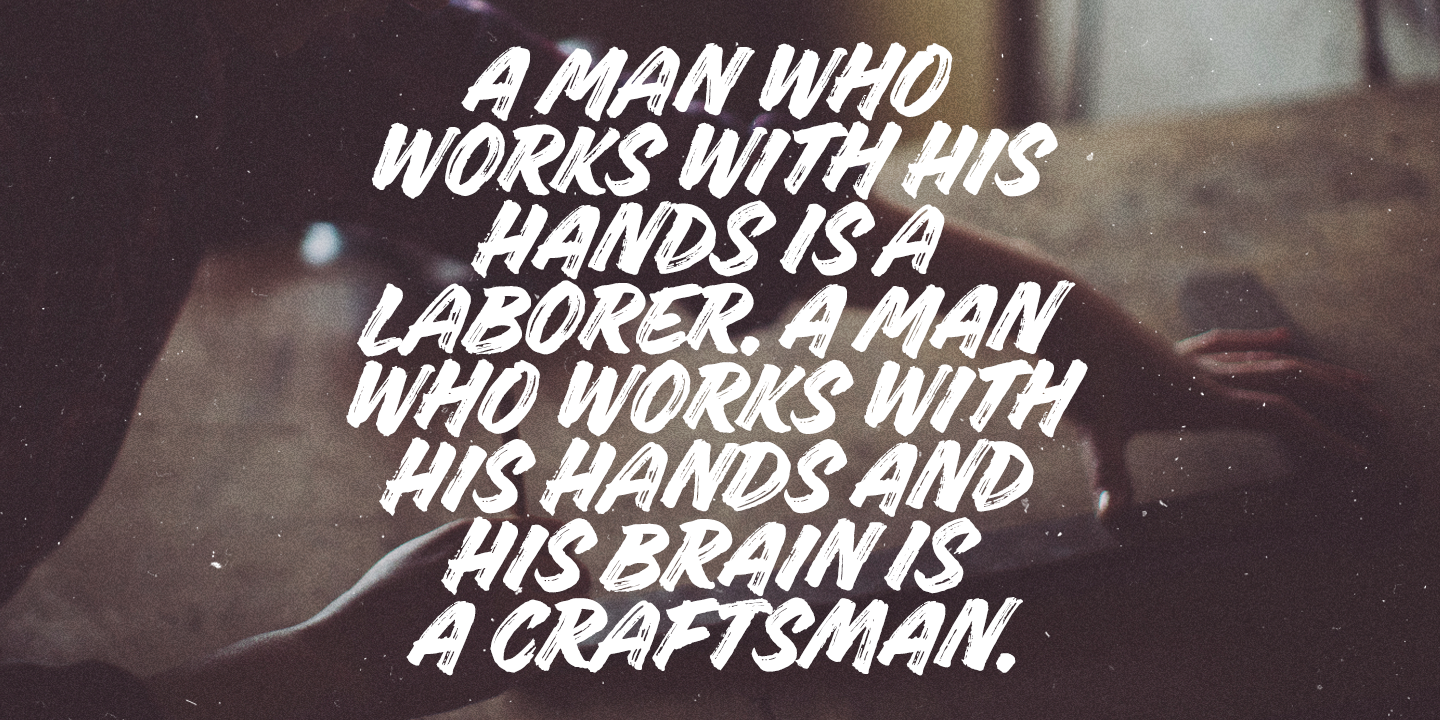 A MAN WHO
WORKS WITH HIS
HANDS IS A
LABORER. A MAN
WHO WORKS WITH
HIS HANDS AND
HIS BRAIN IS
A CRAFTSMAN.